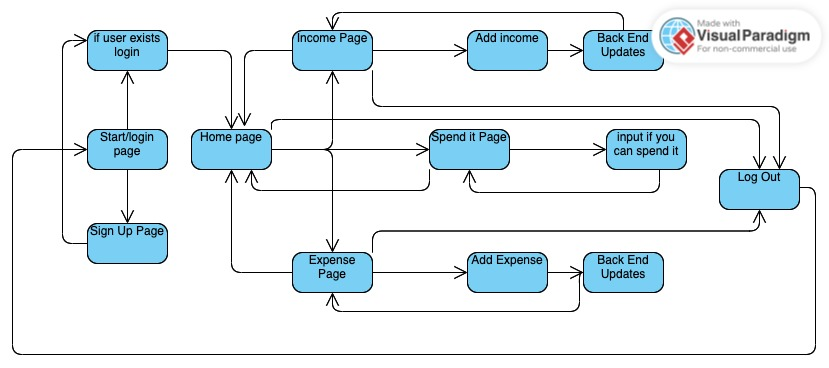 if user exists
login
Income Page
Add income
Back End
Updates
Made with
VisualParadigm
For non-commercial use
Start/login
page
Home page
Spend it Page
input if you
can spend it
Log Out
Sign Up Page
Expense
Page
Add Expense
Back End
Updates